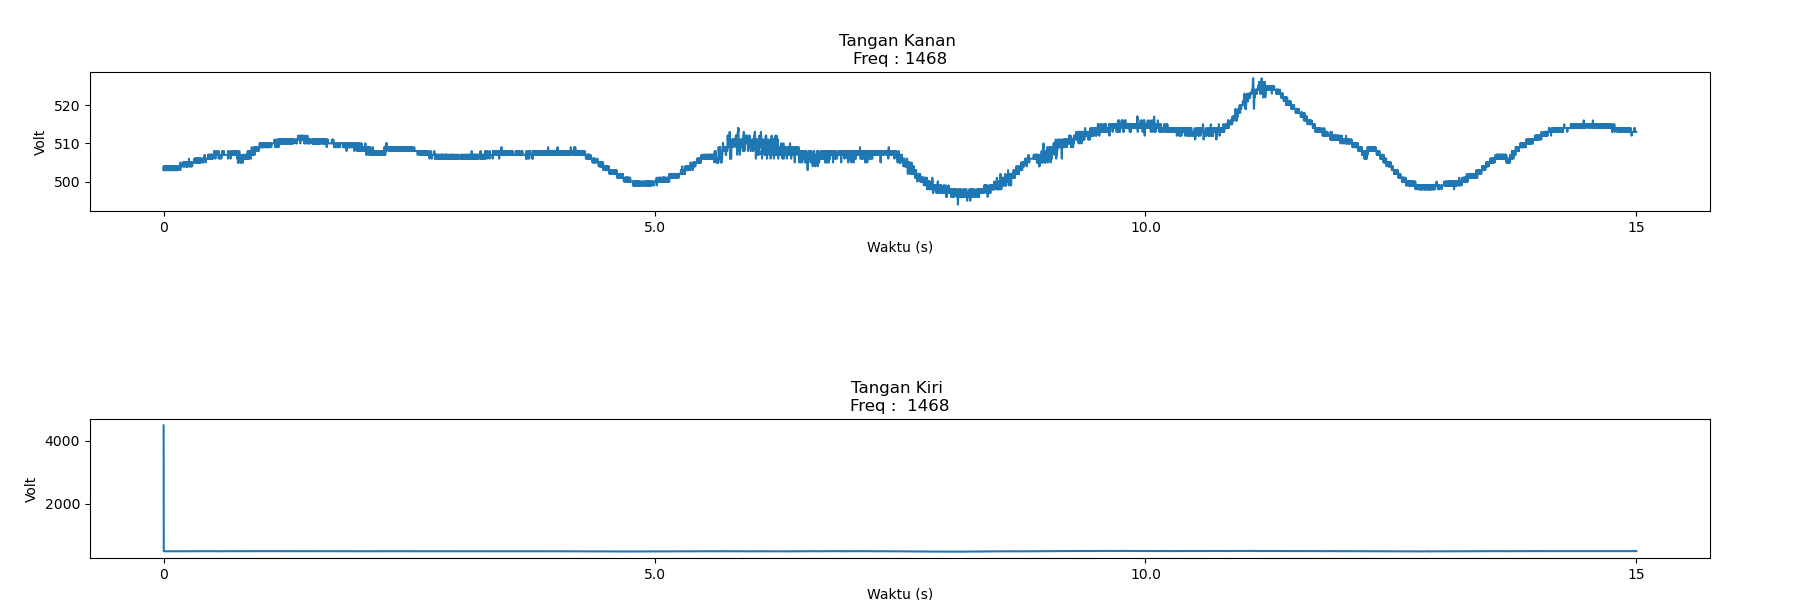 Tangan Kanan
Freq : 1468
520
510
500
Volt
0 5.0 10.0 15
Waktu (s)
Tangan Kiri
Freq :  1468
4000
2000
Volt
0 5.0 10.0 15
Waktu (s)